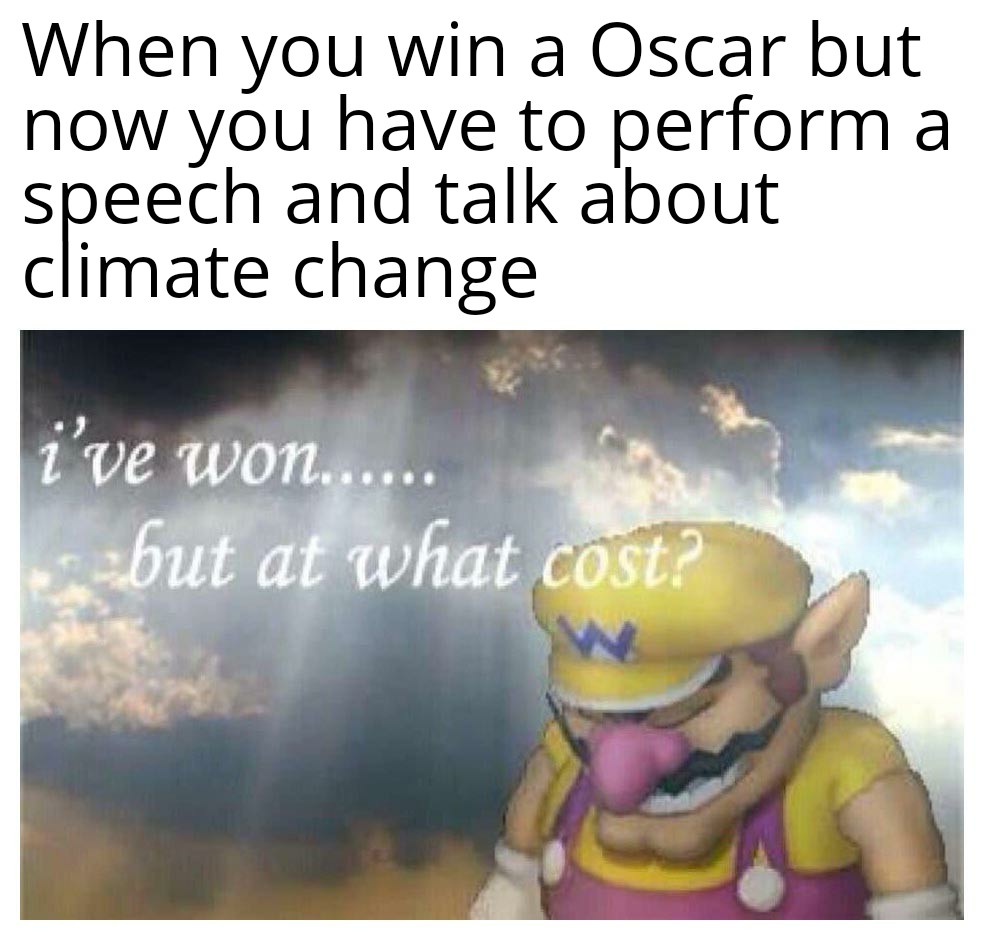 When you win a Oscar but
now you have to perform a
speech and talk about
climate change
i've won......
but at what cost?
W